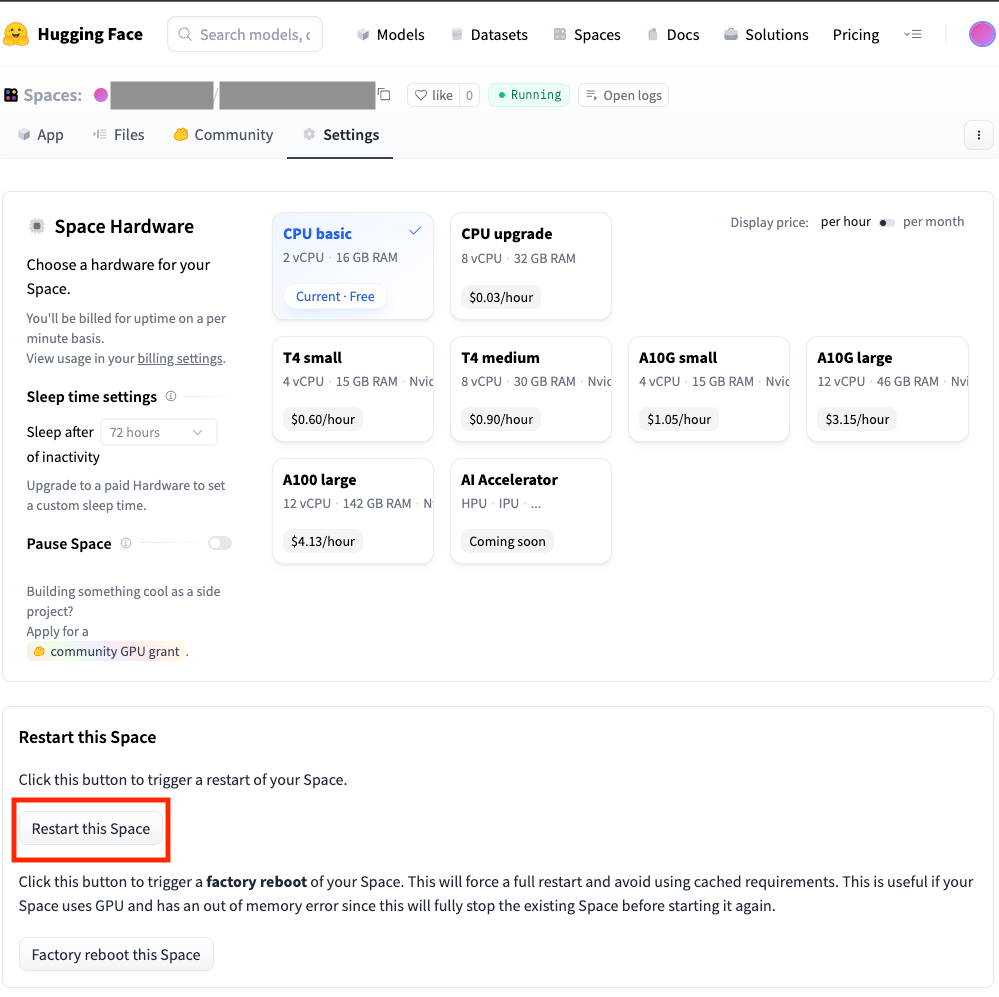 Hugging Face
Search models, c
Models
Datasets
Spaces
Docs
Solutions
Pricing
Spaces:
/
like
0
Running
Open logs
App
Files
Community
Settings
Space Hardware
Choose a hardware for your
Space.
You'll be billed for uptime on a per
minute basis.
View usage in your billing settings.
Sleep time settings
Sleep after 72 hours
of inactivity
Upgrade to a paid Hardware to set
a custom sleep time.
Pause Space
Building something cool as a side
project?
Apply for a
community GPU grant .
Display price: per hour per month
CPU basic
2 vCPU · 16 GB RAM
Current · Free
CPU upgrade
8 vCPU · 32 GB RAM
$0.03/hour
T4 small
4 vCPU · 15 GB RAM · Nvid
$0.60/hour
T4 medium
8 vCPU · 30 GB RAM · Nvid
$0.90/hour
A10G small
4 vCPU · 15 GB RAM · Nvid
$1.05/hour
A10G large
12 vCPU · 46 GB RAM · Nvi
$3.15/hour
A100 large
12 vCPU · 142 GB RAM · N
$4.13/hour
AI Accelerator
HPU · IPU · ...
Coming soon
Restart this Space
Click this button to trigger a restart of your Space.
Restart this Space
Click this button to trigger a factory reboot of your Space. This will force a full restart and avoid using cached requirements. This is useful if your
Space uses GPU and has an out of memory error since this will fully stop the existing Space before starting it again.
Factory reboot this Space